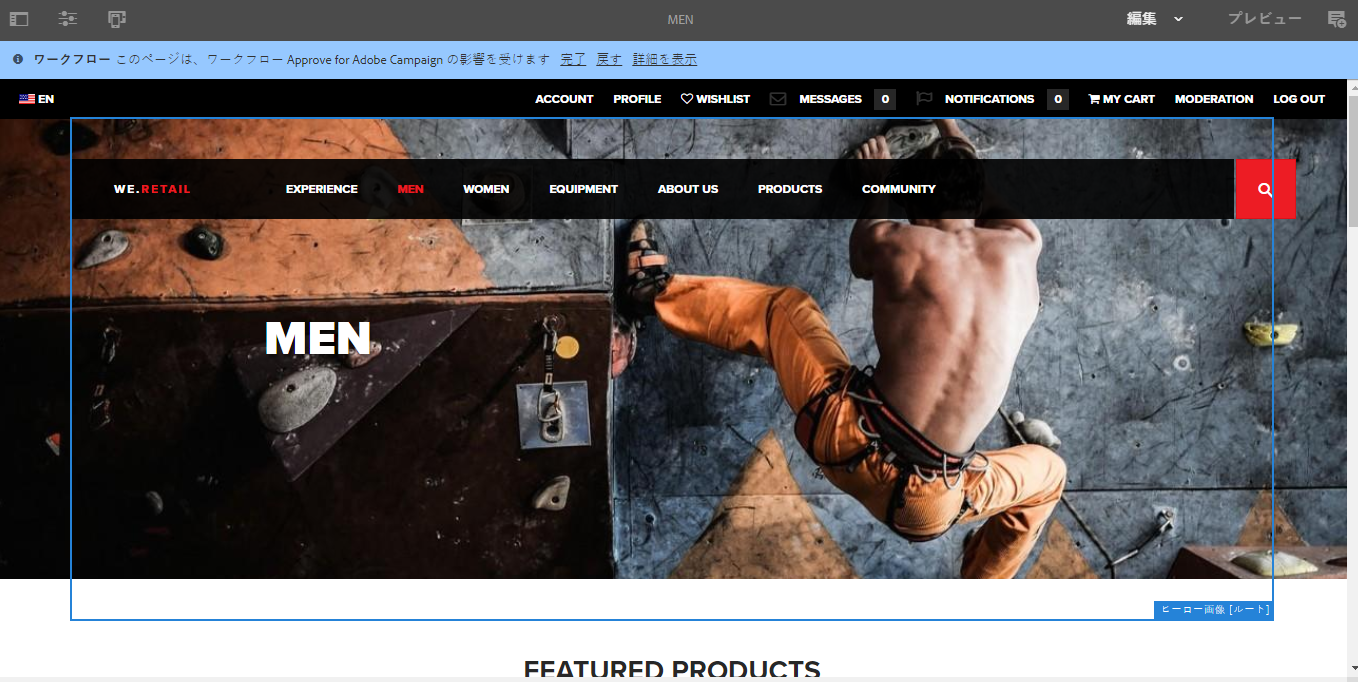 MEN
編集
プレビュー
ワークフロー このページは、ワークフロー Approve for Adobe Campaign の影響を受けます 完了 戻す 詳細を表示
EN
ACCOUNT PROFILE WISHLIST MESSAGES 0 NOTIFICATIONS 0 MY CART MODERATION LOG OUT
WE.RETAIL EXPERIENCE MEN WOMEN EQUIPMENT ABOUT US PRODUCTS COMMUNITY
MEN
ヒーロー画像 [ルート]
FEATURED PRODUCTS